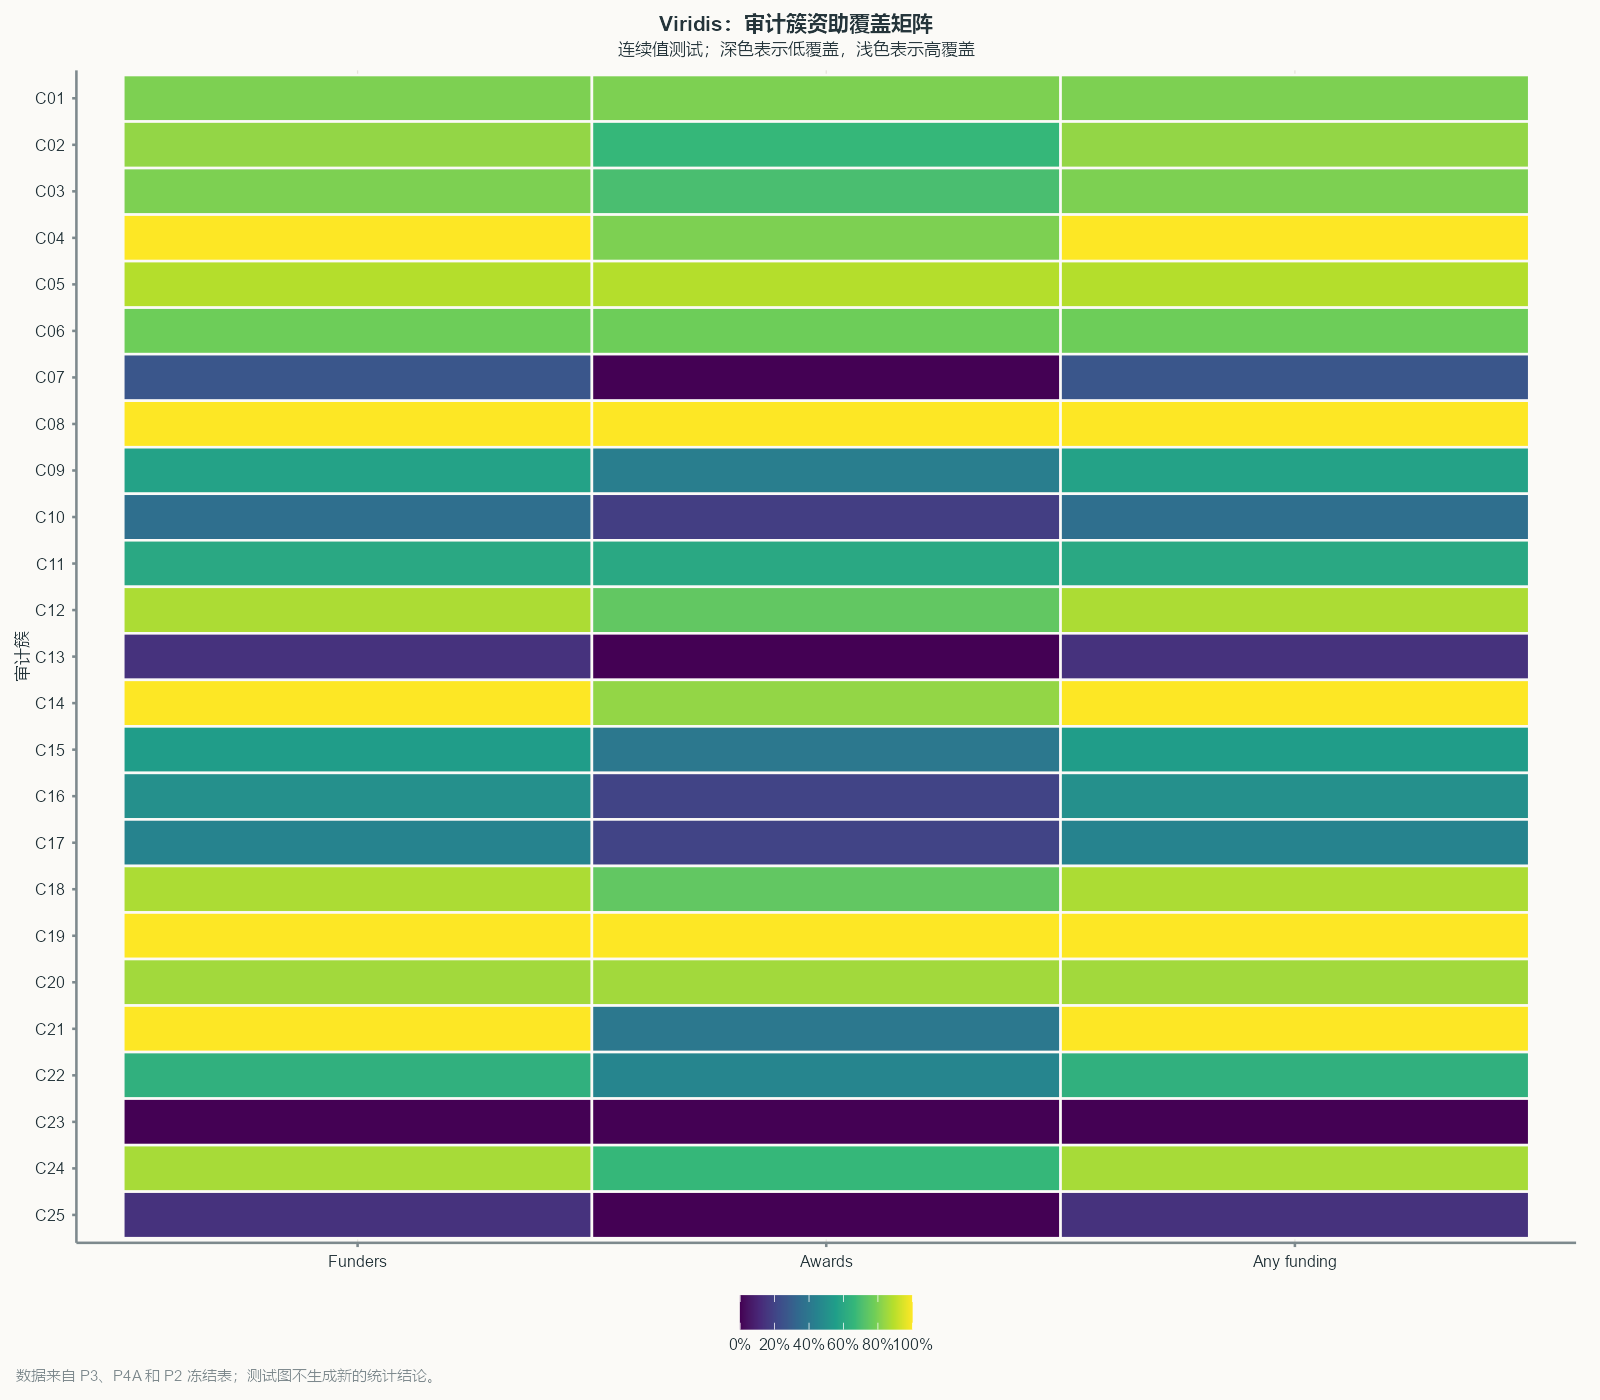 Viridis：审计簇资助覆盖矩阵
连续值测试；深色表示低覆盖，浅色表示高覆盖
审计簇
C01
C02
C03
C04
C05
C06
C07
C08
C09
C10
C11
C12
C13
C14
C15
C16
C17
C18
C19
C20
C21
C22
C23
C24
C25
Funders Awards Any funding
0% 20% 40% 60% 80% 100%
数据来自 P3、P4A 和 P2 冻结表；测试图不生成新的统计结论。